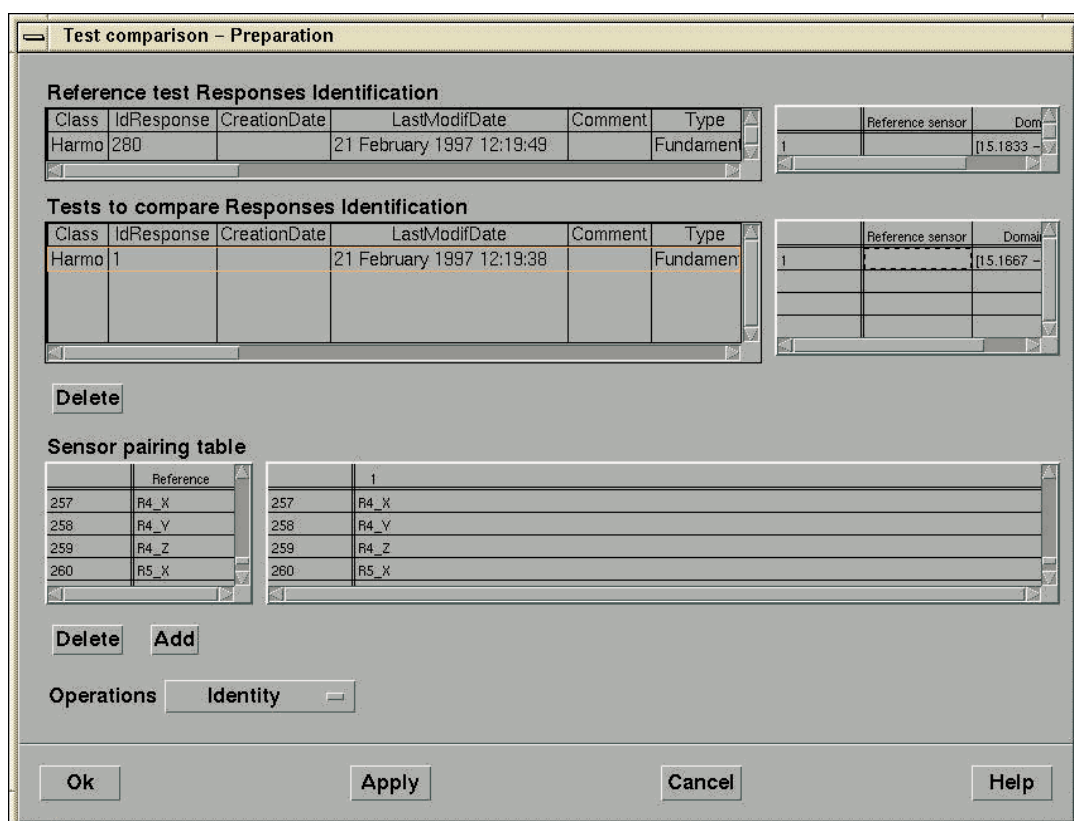 Test comparison – Preparation
Reference test Responses Identification
Class IdResponse CreationDate LastModifDate Comment Type
Harmo 280 21 February 1997 12:19:49 Fundament
Reference sensor Dom
1 [15.1833 –
Tests to compare Responses Identification
Class IdResponse CreationDate LastModifDate Comment Type
Harmo 1 21 February 1997 12:19:38 Fundamen
Reference sensor Domai
1 [15.1667 –
Delete
Sensor pairing table
Reference
257 R4_X
258 R4_Y
259 R4_Z
260 R5_X
1
257 R4_X
258 R4_Y
259 R4_Z
260 R5_X
Delete Add
Operations Identity
Ok Apply Cancel Help